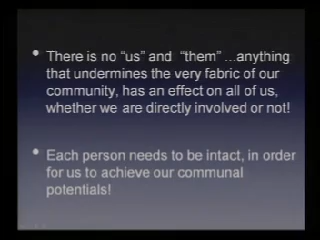 • There is no “us” and “them” ...anything
that undermines the very fabric of our
community, has an effect on all of us,
whether we are directly involved or not!
• Each person needs to be intact, in order
for us to achieve our communal
potentials!